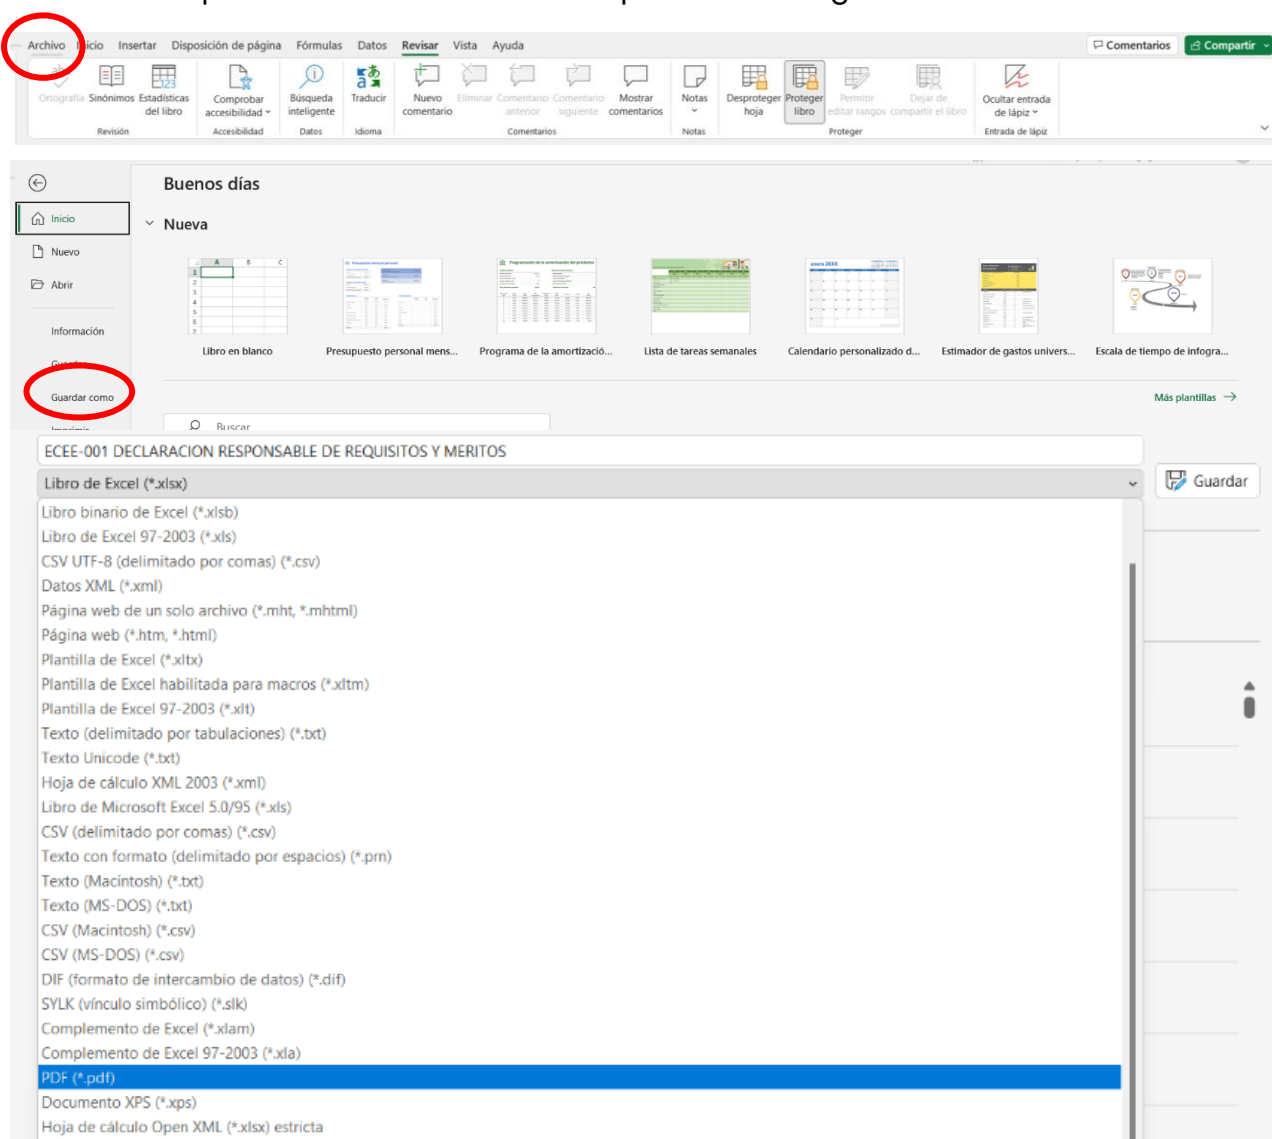 Archivo Inicio Insertar Disposición de página Fórmulas Datos Revisar Vista Ayuda Comentarios Compartir
Ortografía Sinónimos Estadísticas del libro Comprobar accesibilidad Búsqueda inteligente Traducir Nuevo comentario Eliminar Comentario anterior Comentario siguiente Mostrar comentarios Notas Desproteger hoja Proteger libro Permitir editar rangos Dejar de compartir el libro Ocultar entrada de lápiz
Revisión Accesibilidad Datos Idioma Comentarios Notas Proteger Entrada de lápiz
Buenos días
Inicio
Nueva
Nuevo
Abrir
Información
Guardar
Guardar como
Imprimir
Libro en blanco Presupuesto personal mens... Programa de la amortizació... Lista de tareas semanales Calendario personalizado d... Estimador de gastos univers... Escala de tiempo de infogra...
Más plantillas
Buscar
ECEE-001 DECLARACION RESPONSABLE DE REQUISITOS Y MERITOS
Libro de Excel (*.xlsx)
Guardar
Libro binario de Excel (*.xlsb)
Libro de Excel 97-2003 (*.xls)
CSV UTF-8 (delimitado por comas) (*.csv)
Datos XML (*.xml)
Página web de un solo archivo (*.mht, *.mhtml)
Página web (*.htm, *.html)
Plantilla de Excel (*.xltx)
Plantilla de Excel habilitada para macros (*.xltm)
Plantilla de Excel 97-2003 (*.xlt)
Texto (delimitado por tabulaciones) (*.txt)
Texto Unicode (*.txt)
Hoja de cálculo XML 2003 (*.xml)
Libro de Microsoft Excel 5.0/95 (*.xls)
CSV (delimitado por comas) (*.csv)
Texto con formato (delimitado por espacios) (*.prn)
Texto (Macintosh) (*.txt)
Texto (MS-DOS) (*.txt)
CSV (Macintosh) (*.csv)
CSV (MS-DOS) (*.csv)
DIF (formato de intercambio de datos) (*.dif)
SYLK (vínculo simbólico) (*.slk)
Complemento de Excel (*.xlam)
Complemento de Excel 97-2003 (*.xla)
PDF (*.pdf)
Documento XPS (*.xps)
Hoja de cálculo Open XML (*.xlsx) estricta